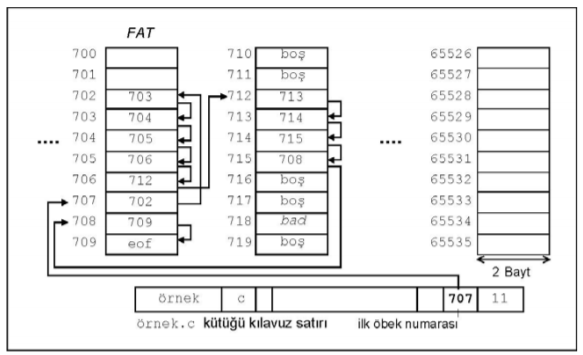 FAT
700
701
702 703
703 704
704 705
705 706
706 712
707 702
708 709
709 eof
....
710 boş
711 boş
712 713
713 714
714 715
715 708
716 boş
717 boş
718 bad
719 boş
....
65526
65527
65528
65529
65530
65531
65532
65533
65534
65535
2 Bayt
örnek c 707 11
örnek.c kütüğü kılavuz satırı ilk öbek numarası